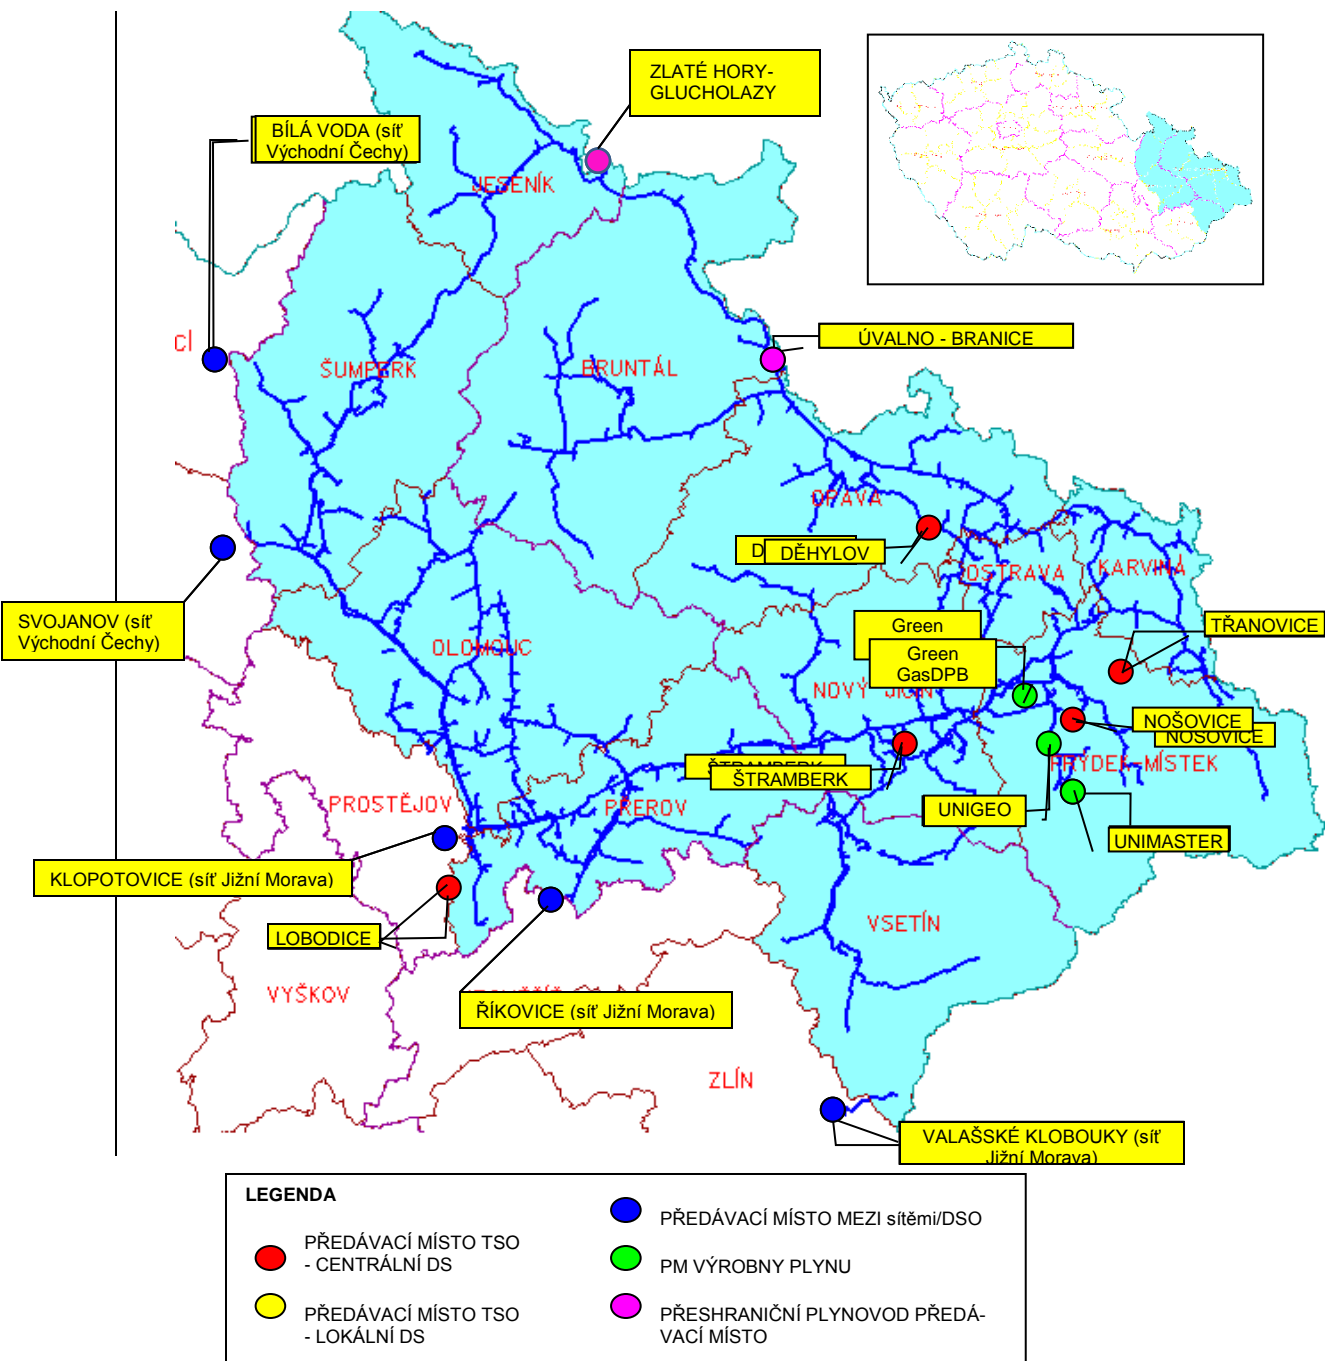 ZLATÉ HORY-
GLUCHOLAZY
BÍLÁ VODA (síť
Východní Čechy)
JESENÍK
ÚVALNO - BRANICE
ŠUMPERK
BRUNTÁL
OPAVA
DĚHYLOV
OSTRAVA
KARVINÁ
SVOJANOV (síť
Východní Čechy)
Green
Green
GasDPB
TŘANOVICE
OLOMOUC
NOVÝ JIČÍN
NOŠOVICE
NOŠOVICE
ŠTRAMBERK
ŠTRAMBERK
FRÝDEK-MÍSTEK
PROSTĚJOV
PŘEROV
UNIGEO
UNIMASTER
KLOPOTOVICE (síť Jižní Morava)
LOBODICE
VSETÍN
VYŠKOV
ŘÍKOVICE (síť Jižní Morava)
ZLÍN
VALAŠSKÉ KLOBOUKY (síť
Jižní Morava)
LEGENDA
PŘEDÁVACÍ MÍSTO TSO
- CENTRÁLNÍ DS
PŘEDÁVACÍ MÍSTO TSO
- LOKÁLNÍ DS
PŘEDÁVACÍ MÍSTO MEZI sítěmi/DSO
PM VÝROBNY PLYNU
PŘESHRANIČNÍ PLYNOVOD PŘEDÁ-
VACÍ MÍSTO